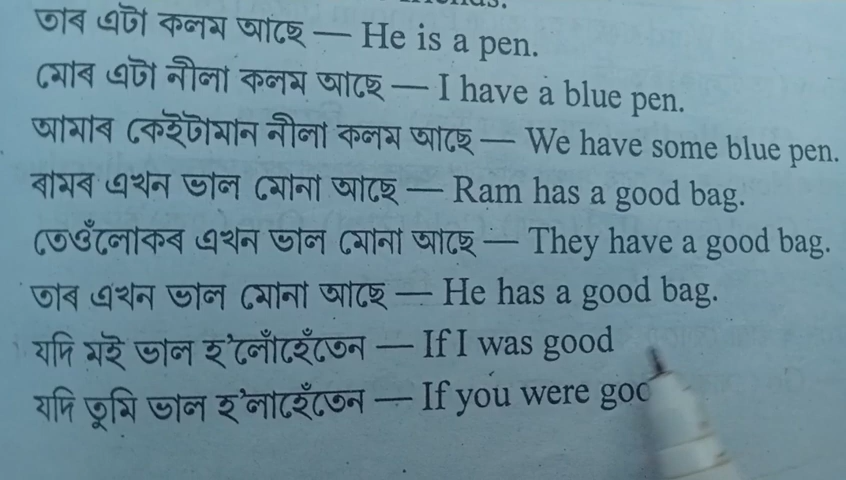 তাৰ এটা কলম আছে — He is a pen.
মোৰ এটা নীলা কলম আছে — I have a blue pen.
আমাৰ কেইটামান নীলা কলম আছে — We have some blue pen.
ৰামৰ এখন ভাল মোনা আছে — Ram has a good bag.
তেওঁলোকৰ এখন ভাল মোনা আছে — They have a good bag.
তাৰ এখন ভাল মোনা আছে — He has a good bag.
যদি মই ভাল হ'লোঁহেঁতেন — If I was good
যদি তুমি ভাল হ'লাহেঁতেন — If you were